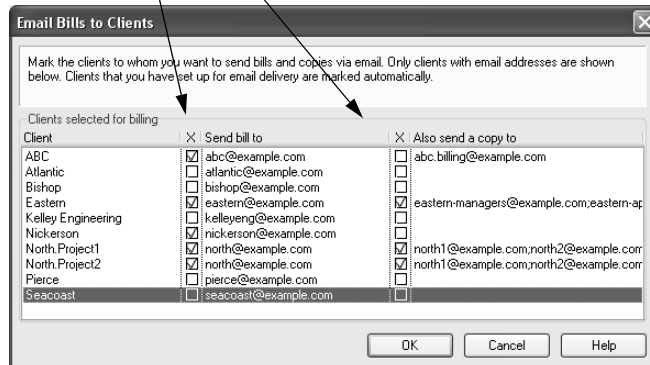 Email Bills to Clients
Mark the clients to whom you want to send bills and copies via email. Only clients with email addresses are shown
below. Clients that you have set up for email delivery are marked automatically.
Clients selected for billing
Client X Send bill to X Also send a copy to
ABC abc@example.com abc.billing@example.com
Atlantic atlantic@example.com
Bishop bishop@example.com
Eastern eastern@example.com eastern-managers@example.com;eastern-ap
Kelley Engineering kelleyeng@example.com
Nickerson nickerson@example.com
North.Project1 north@example.com north1@example.com;north2@example.com
North.Project2 north@example.com north1@example.com;north2@example.com
Pierce pierce@example.com
Seacoast seacoast@example.com
OK Cancel Help